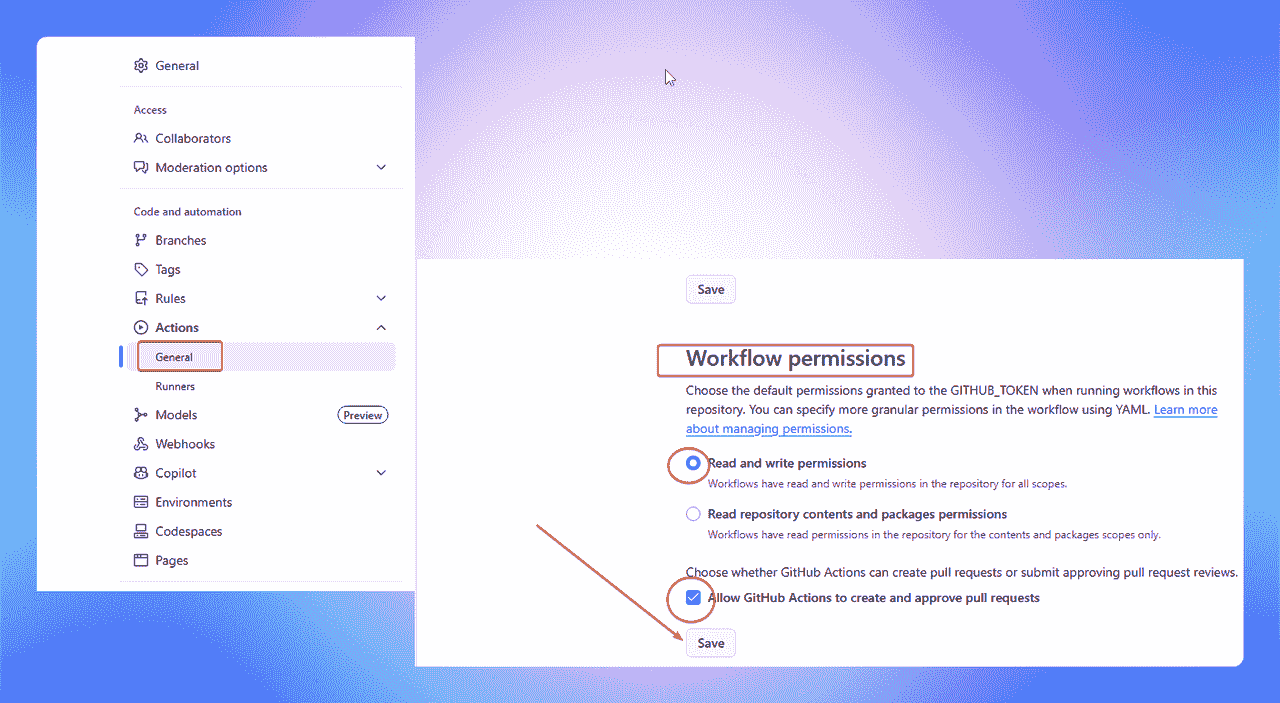 General
Access
Collaborators
Moderation options
Code and automation
Branches
Tags
Rules
Actions
General
Runners
Models Preview
Webhooks
Copilot
Environments
Codespaces
Pages
Save
Workflow permissions
Choose the default permissions granted to the GITHUB_TOKEN when running workflows in this
repository. You can specify more granular permissions in the workflow using YAML. Learn more
about managing permissions.
Read and write permissions
Workflows have read and write permissions in the repository for all scopes.
Read repository contents and packages permissions
Workflows have read permissions in the repository for the contents and packages scopes only.
Choose whether GitHub Actions can create pull requests or submit approving pull request reviews.
Allow GitHub Actions to create and approve pull requests
Save